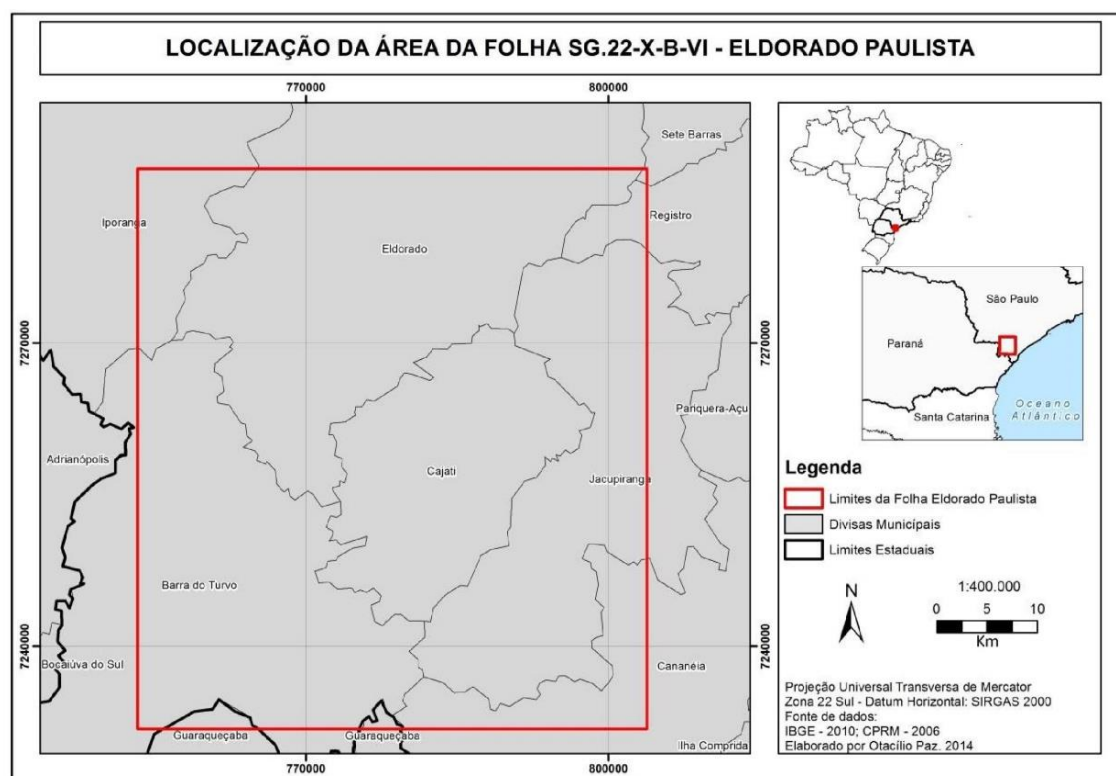 LOCALIZAÇÃO DA ÁREA DA FOLHA SG.22-X-B-VI - ELDORADO PAULISTA
770000
800000
Sete Barras
Iporanga
Registro
Eldorado
7270000
7270000
Pariquera-Açu
Adrianópolis
Cajati
Jacupiranga
Barra do Turvo
7240000
7240000
Bocaiúva do Sul
Cananéia
Guaraqueçaba
Guaraqueçaba
Ilha Comprida
770000
800000
São Paulo
Paraná
Oceano
Atlântico
Santa Catarina
Legenda
Limites da Folha Eldorado Paulista
Divisas Municípais
Limites Estaduais
N
1:400.000
0 5 10
Km
Projeção Universal Transversa de Mercator
Zona 22 Sul - Datum Horizontal: SIRGAS 2000
Fonte de dados:
IBGE - 2010; CPRM - 2006
Elaborado por Otacílio Paz. 2014